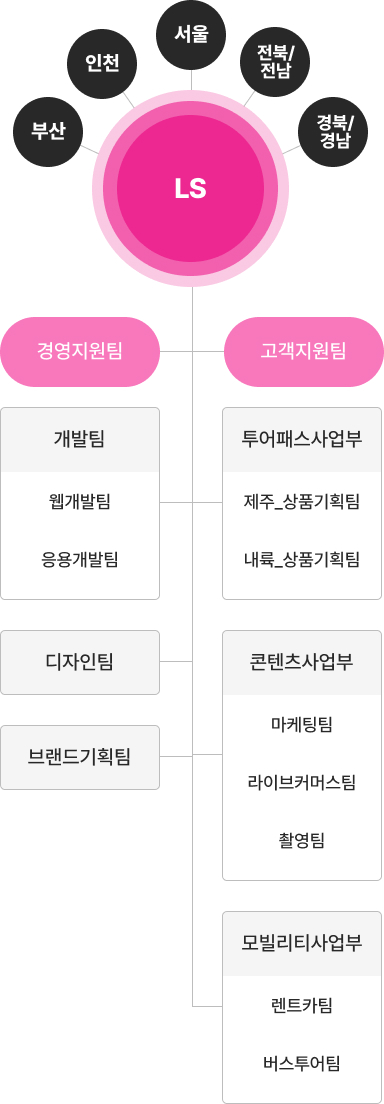 서울
인천
전북/
전남
부산
경북/
경남
LS
경영지원팀
고객지원팀
개발팀
웹개발팀
응용개발팀
투어패스사업부
제주_상품기획팀
내륙_상품기획팀
디자인팀
브랜드기획팀
콘텐츠사업부
마케팅팀
라이브커머스팀
촬영팀
모빌리티사업부
렌트카팀
버스투어팀